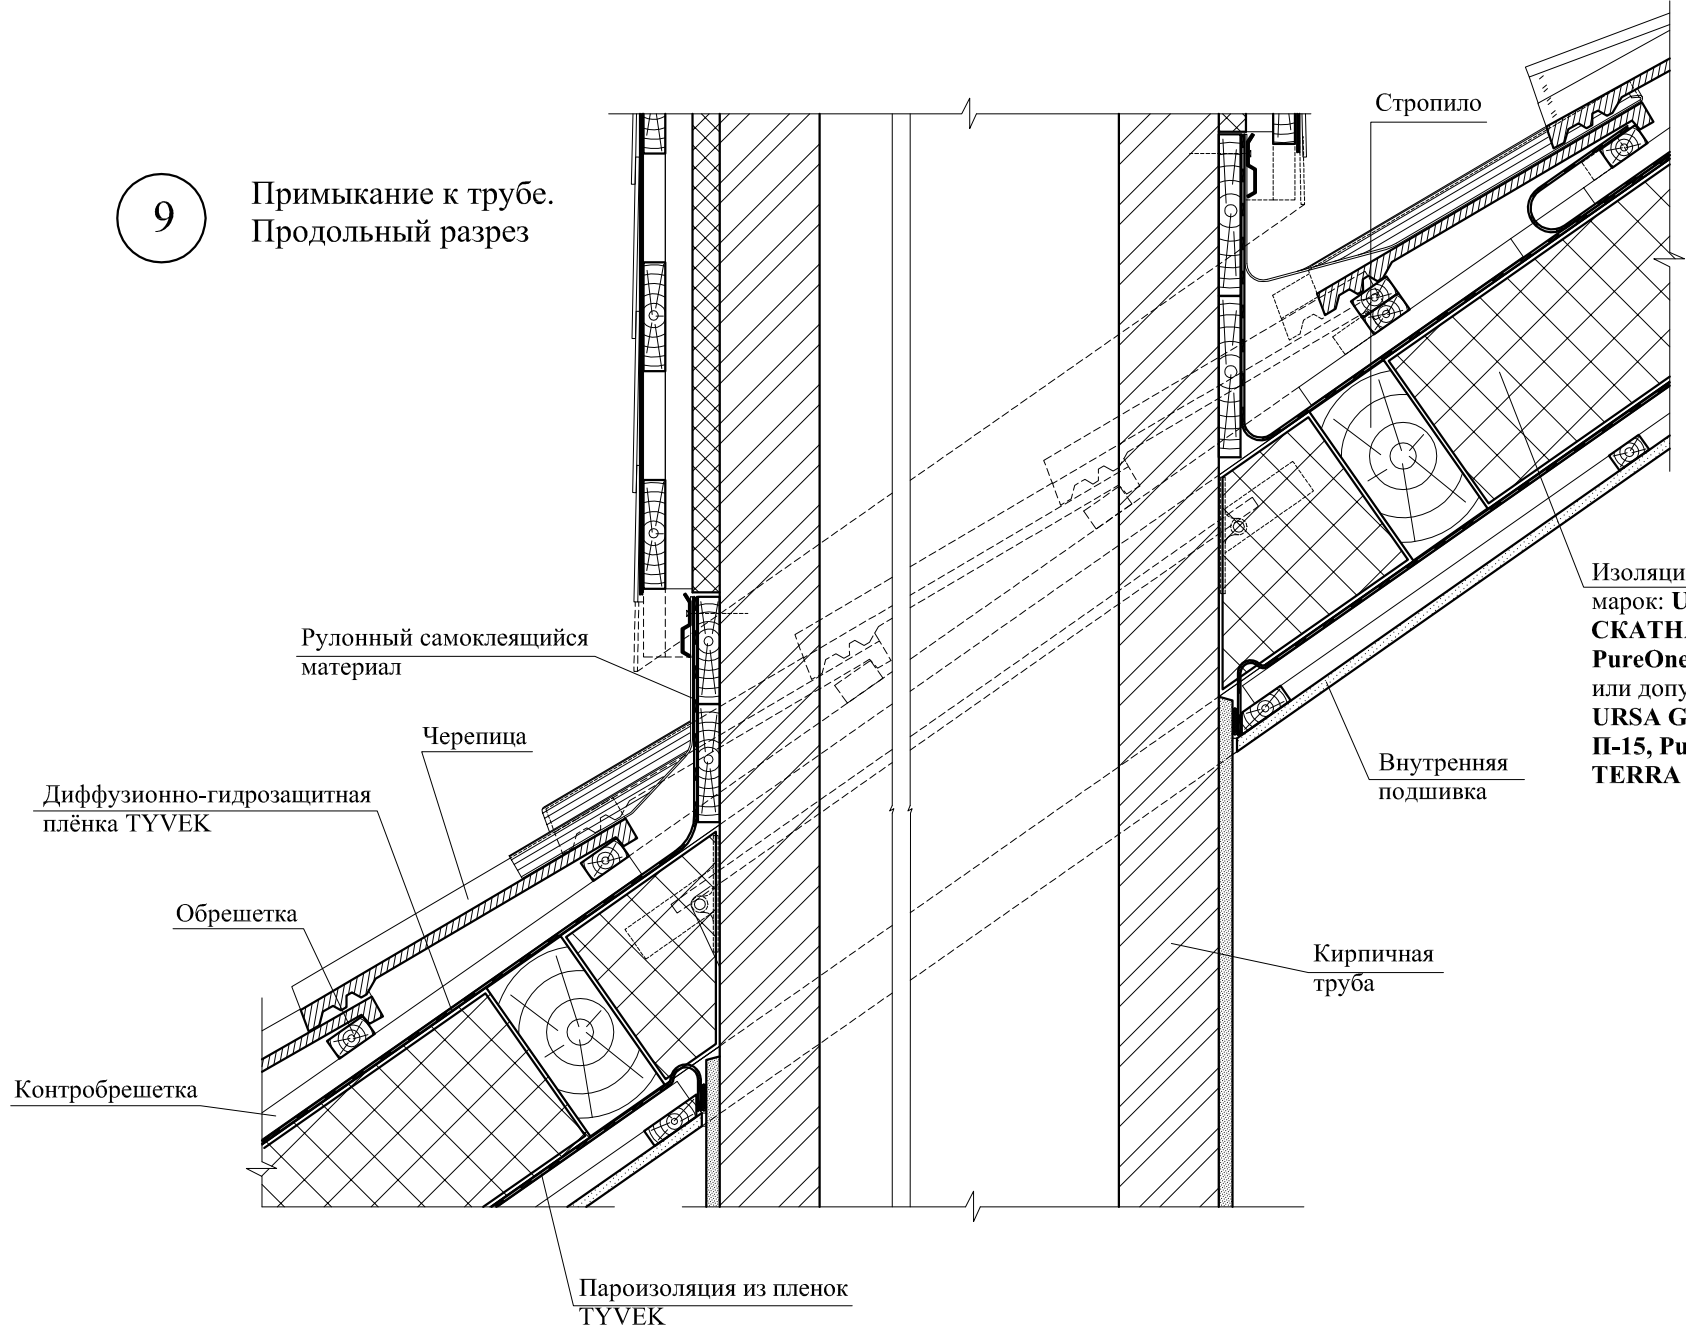 9
Примыкание к трубе.
Продольный разрез
Стропило
Рулонный самоклеящийся
материал
Черепица
Диффузионно-гидрозащитная
плёнка TYVEK
Обрешетка
Контробрешетка
Изоляци
марок: U
СКАТНА
PureOne
или допу
URSA G
П-15, Pu
TERRA
Внутренняя
подшивка
Кирпичная
труба
Пароизоляция из пленок
TYVEK